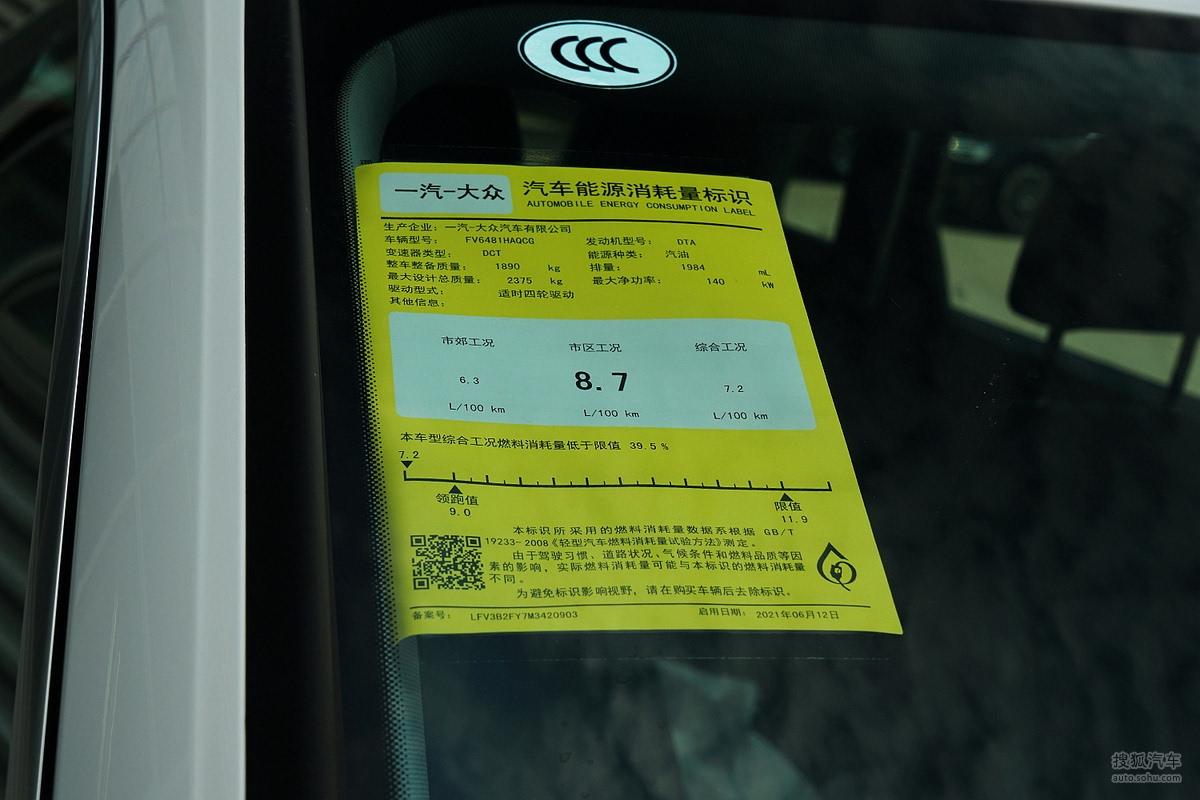 CCC
一汽-大众 汽车能源消耗量标识
AUTOMOBILE ENERGY CONSUMPTION LABEL
生产企业：一汽-大众汽车有限公司
车辆型号： FV6481HAQCG 发动机型号： DTA
变速器类型： DCT 能源种类： 汽油
整车整备质量： 1890 kg 排量： 1984 mL
最大设计总质量： 2375 kg 最大净功率： 140 kW
驱动型式： 适时四轮驱动
其他信息：
市郊工况 市区工况 综合工况
6.3 8.7 7.2
L/100 km L/100 km L/100 km
本车型综合工况燃料消耗量低于限值 39.5 %
7.2
领跑值 限值
9.0 11.9
本标识所采用的燃料消耗量数据系根据 GB/T
19233-2008《轻型汽车燃料消耗量试验方法》测定。
由于驾驶习惯、道路状况、气候条件和燃料品质等因
素的影响，实际燃料消耗量可能与本标识的燃料消耗量
不同。
为避免标识影响视野，请在购买车辆后去除标识。
备案号： LFV3B2FY7M3420903 启用日期： 2021年06月12日
搜狐汽车
auto.sohu.com